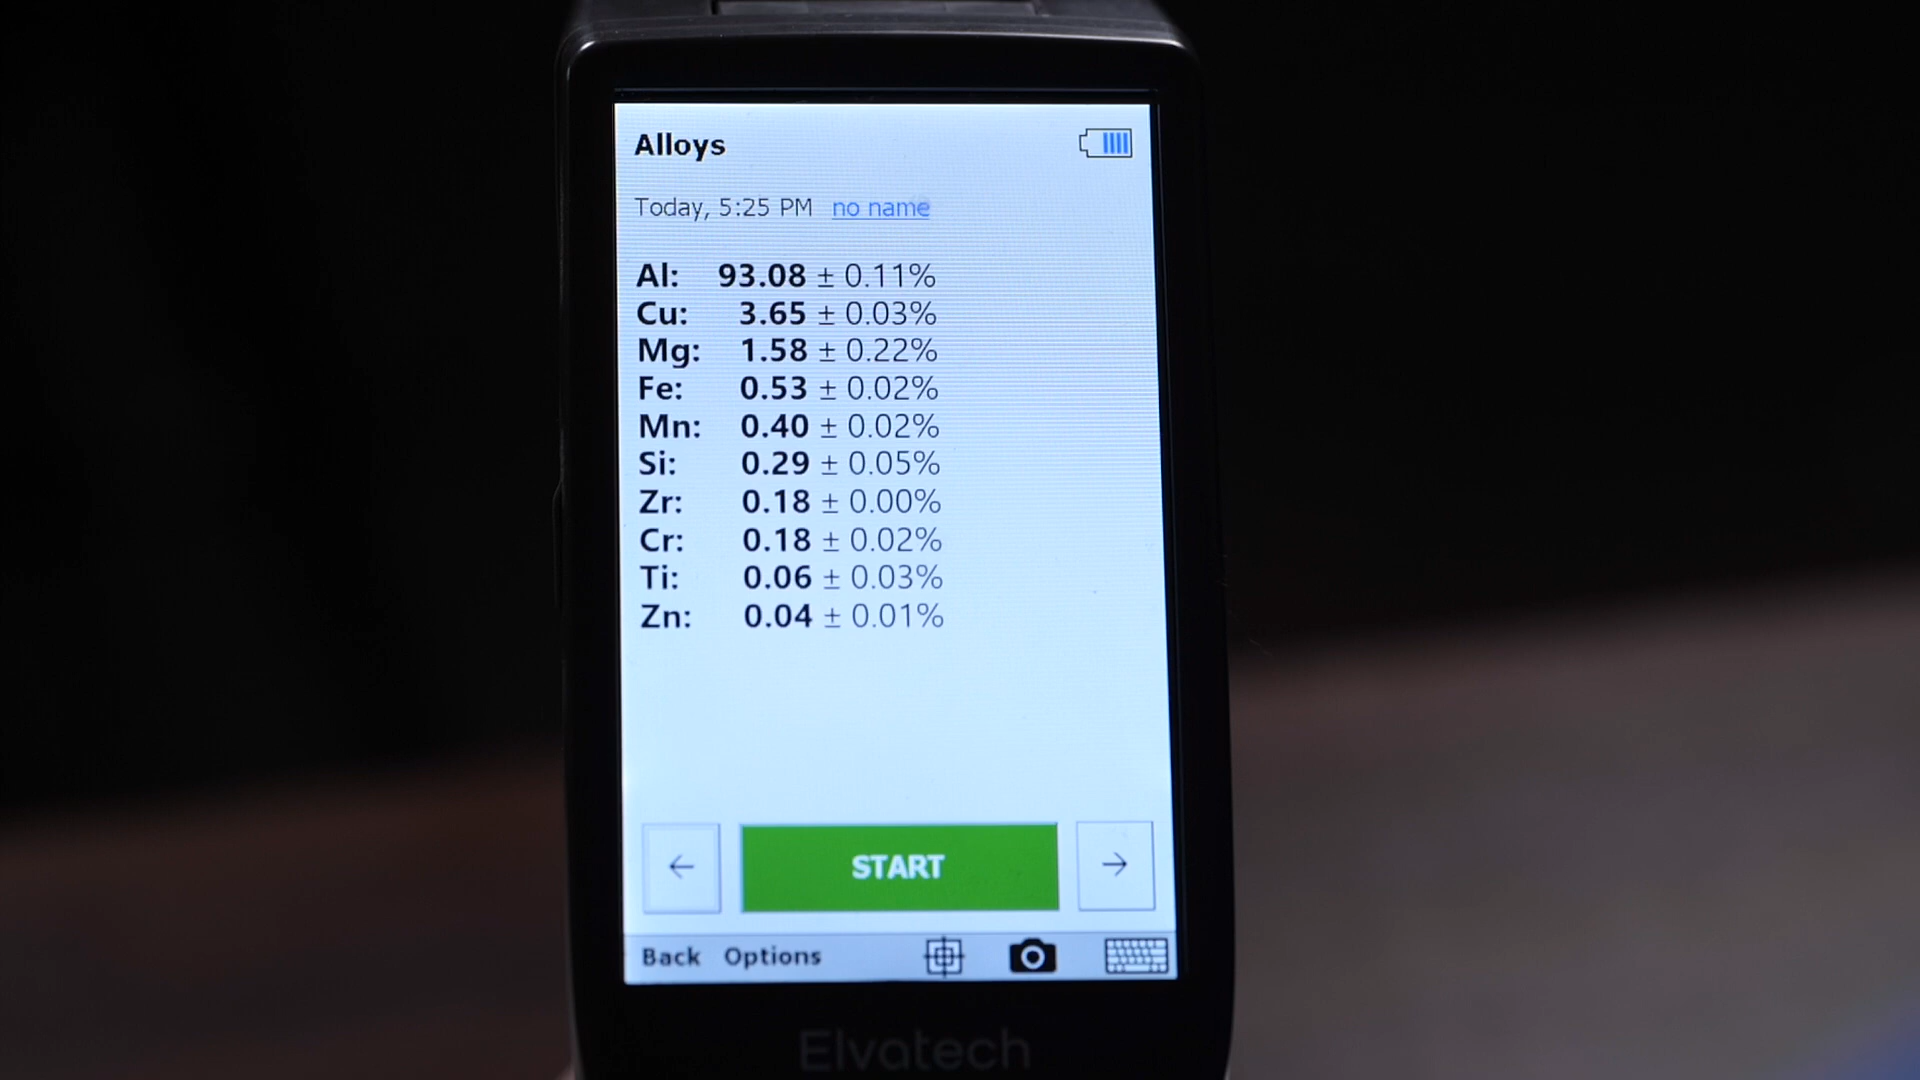 Alloys
Today, 5:25 PM no name
Al: 93.08 ± 0.11%
Cu: 3.65 ± 0.03%
Mg: 1.58 ± 0.22%
Fe: 0.53 ± 0.02%
Mn: 0.40 ± 0.02%
Si: 0.29 ± 0.05%
Zr: 0.18 ± 0.00%
Cr: 0.18 ± 0.02%
Ti: 0.06 ± 0.03%
Zn: 0.04 ± 0.01%
← START →
Back Options
Elvatech